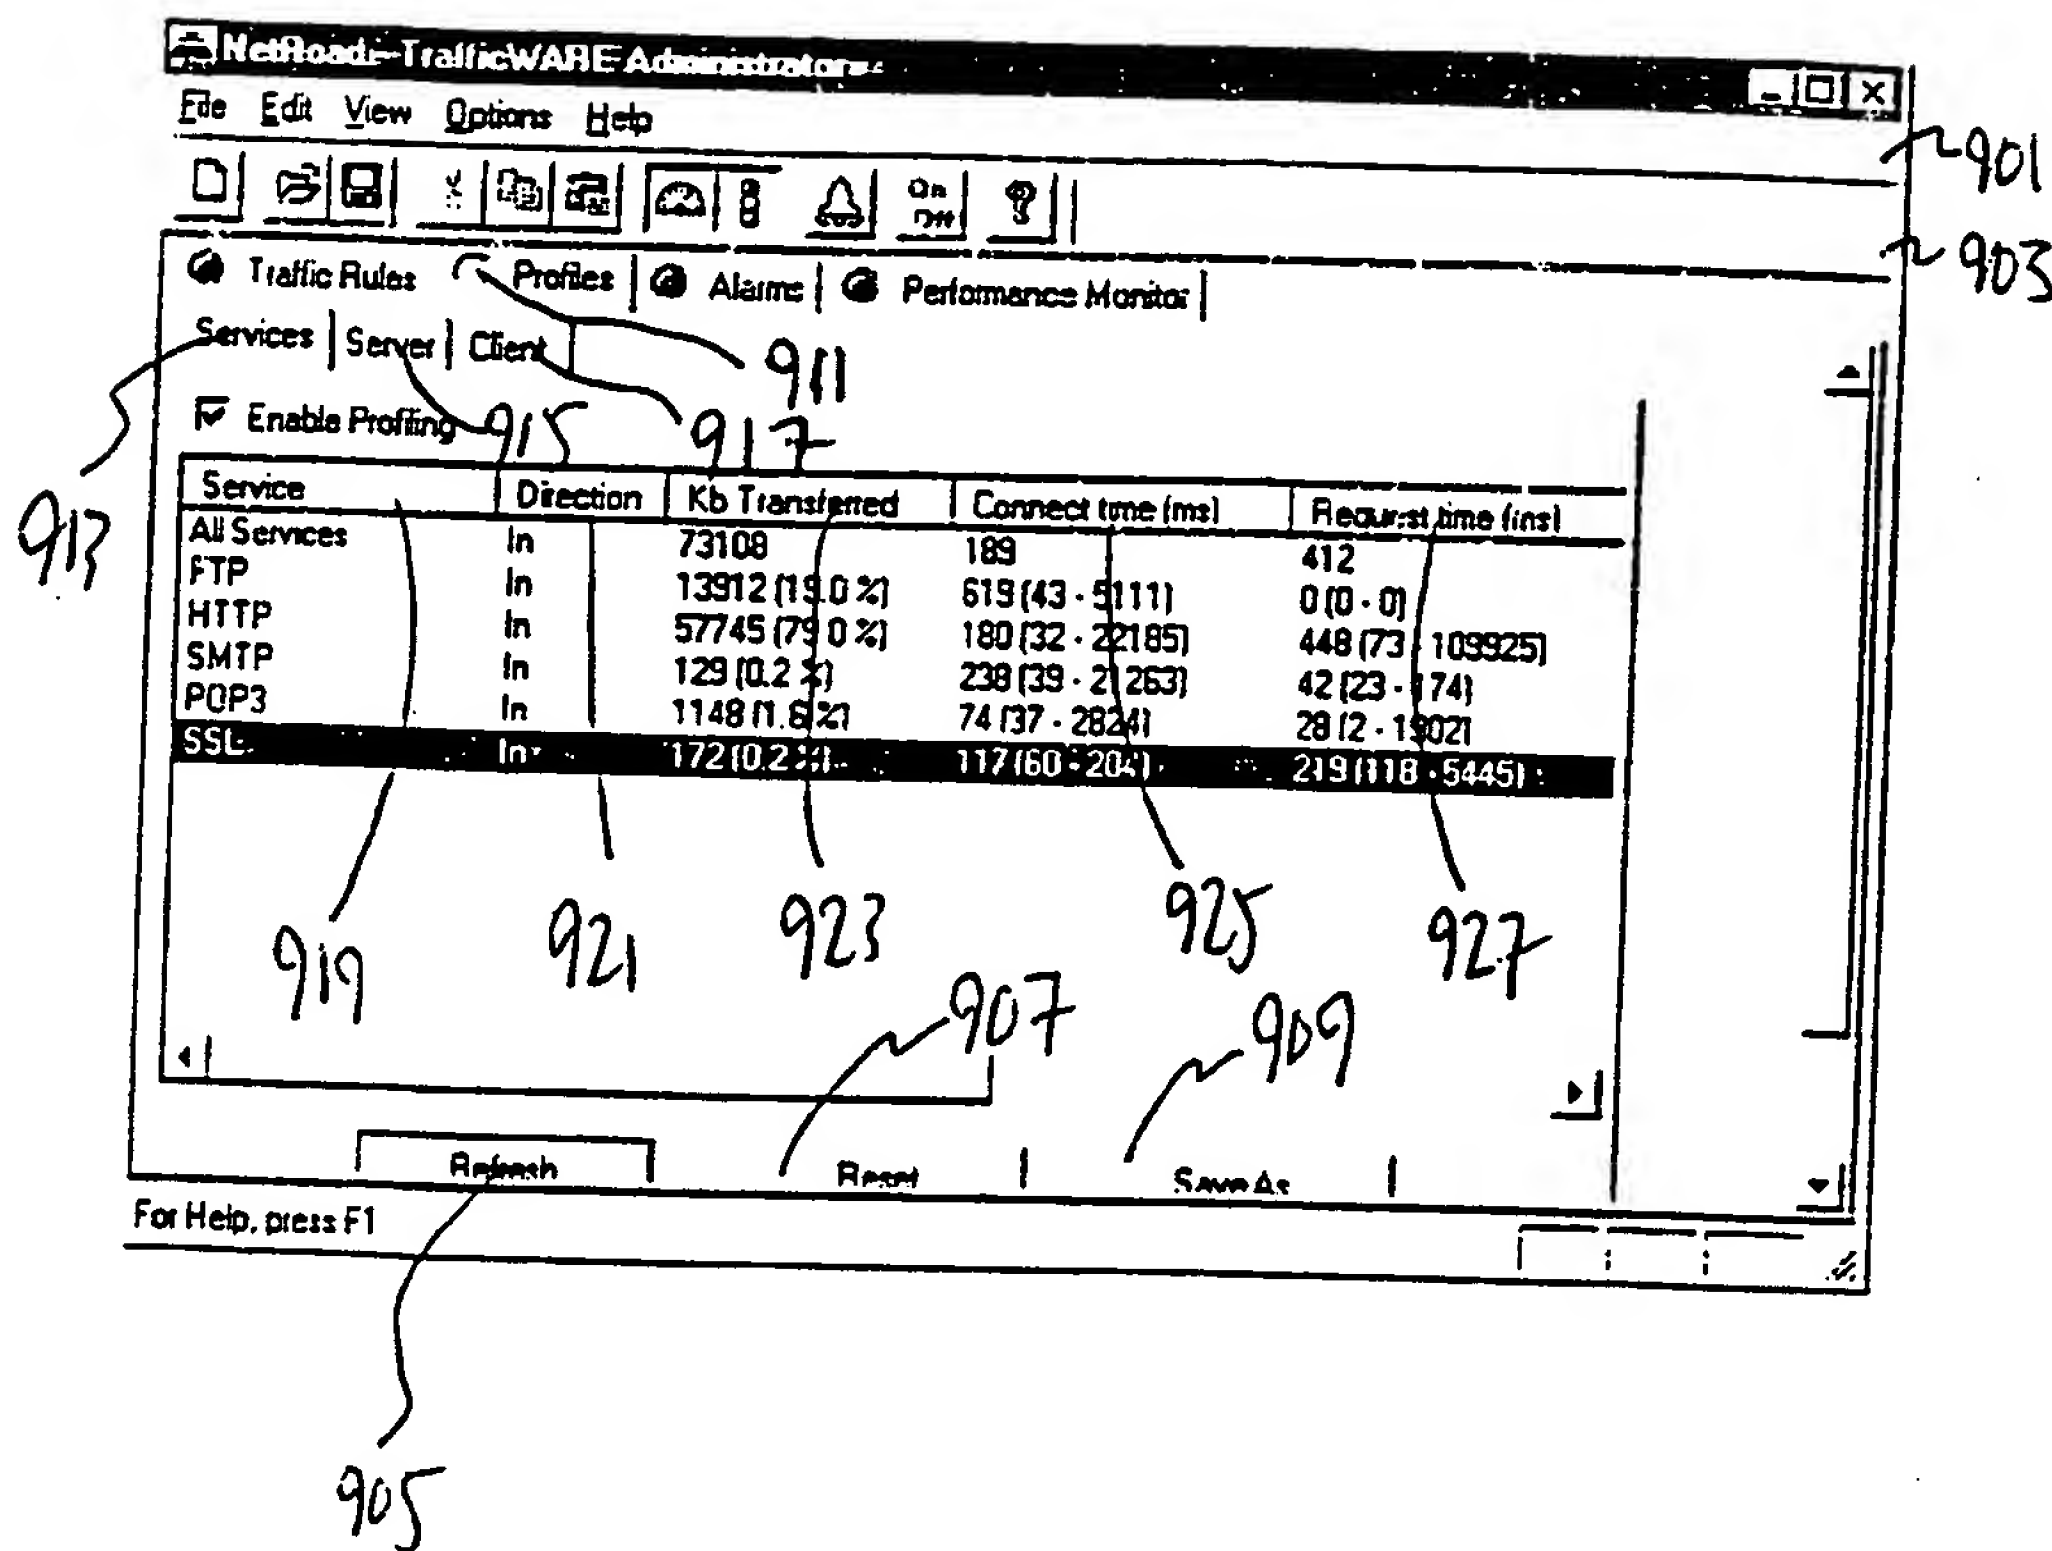 NetRoad - TrafficWARE Administrator
File Edit View Options Help
On
Off
901
903
Traffic Rules Profiles Alarms Performance Monitor
Services Server Client
911
Enable Profiling
915 917
913
Service Direction Kb Transferred Connect time (ms) Request time (ms)
All Services In 73108 189 412
FTP In 13912 (19.0 %) 619 (43 - 5111) 0 (0 - 0)
HTTP In 57745 (79.0 %) 180 (32 - 22185) 448 (73 - 109925)
SMTP In 129 (0.2 %) 238 (39 - 21263) 42 (23 - 174)
POP3 In 1148 (1.6 %) 74 (37 - 2824) 28 (2 - 1902)
SSL In 172 (0.2 %) 117 (60 - 204) 219 (118 - 5445)
919 921 923 925 927
907 909
Refresh Reset Save As
For Help, press F1
905